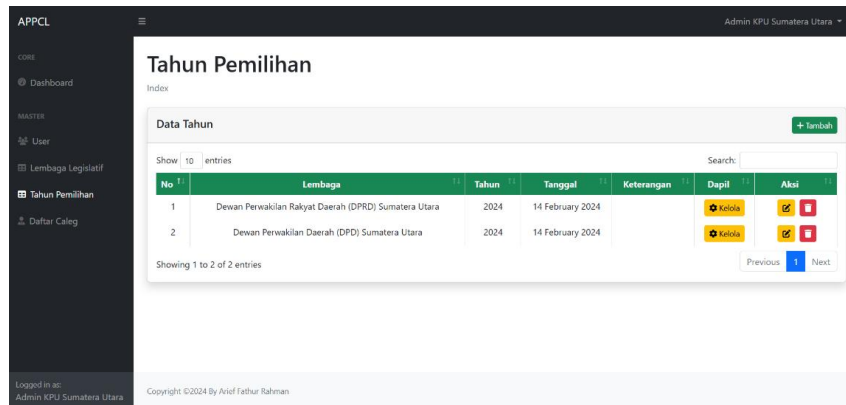 APPCL
Admin KPU Sumatera Utara
CORE
Dashboard
MASTER
User
Lembaga Legislatif
Tahun Pemilihan
Daftar Caleg
Logged in as:
Admin KPU Sumatera Utara
Tahun Pemilihan
Index
Data Tahun
+ Tambah
Show 10 entries
Search:
No Lembaga Tahun Tanggal Keterangan Dapil Aksi
1 Dewan Perwakilan Rakyat Daerah (DPRD) Sumatera Utara 2024 14 February 2024 Kelola
2 Dewan Perwakilan Daerah (DPD) Sumatera Utara 2024 14 February 2024 Kelola
Showing 1 to 2 of 2 entries
Previous 1 Next
Copyright ©2024 By Arief Fathur Rahman